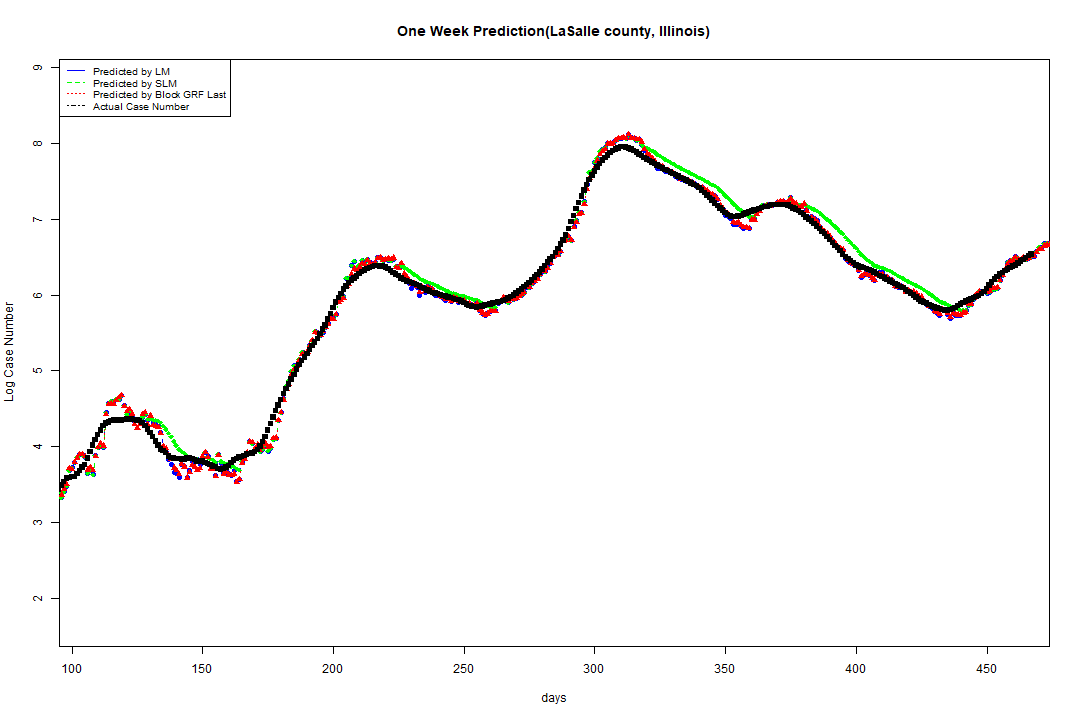 One Week Prediction(LaSalle county, Illinois)
Predicted by LM
Predicted by SLM
Predicted by Block GRF Last
Actual Case Number
Log Case Number
9
8
7
6
5
4
3
2
100 150 200 250 300 350 400 450
days